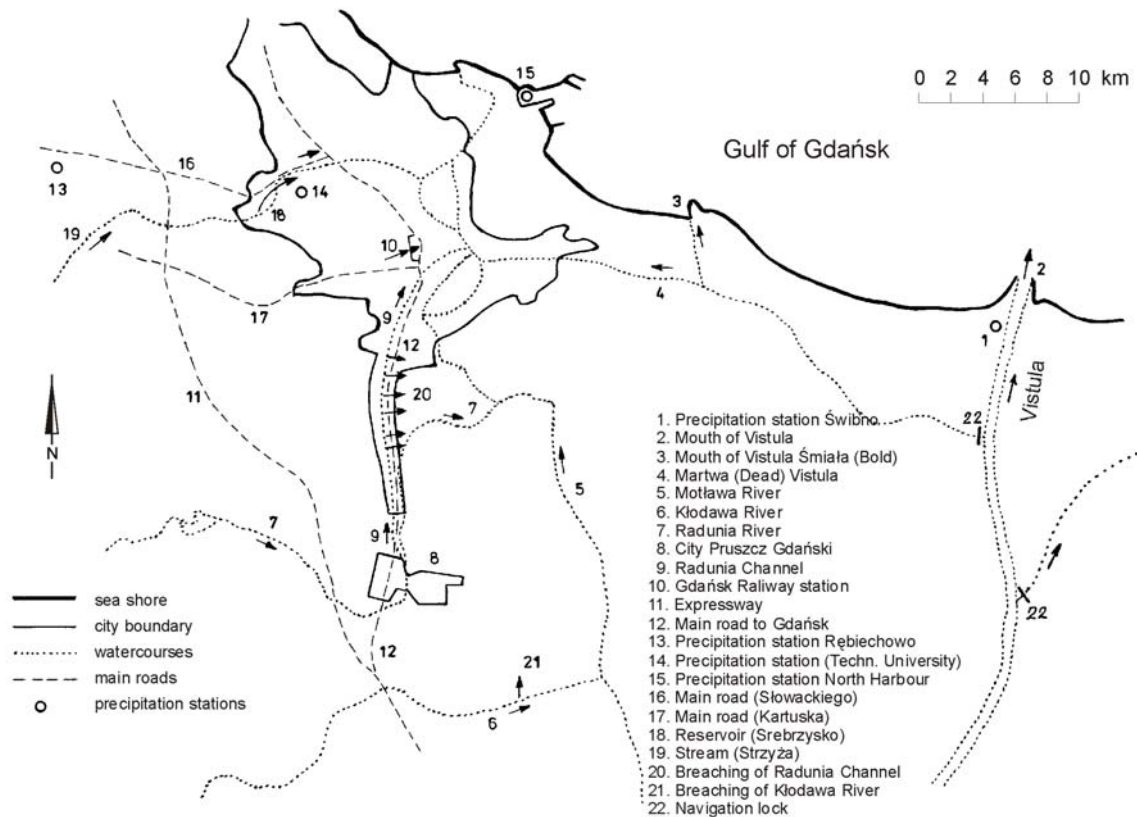 15
0 2 4 6 8 10 km
Gulf of Gdańsk
16
13
14
18
3
19
10
2
4
17
9
1
12
Vistula
11
20
7
22
N
5
7
9
8
22
12
21
6
sea shore
city boundary
watercourses
main roads
precipitation stations
1. Precipitation station Świbno
2. Mouth of Vistula
3. Mouth of Vistula Śmiała (Bold)
4. Martwa (Dead) Vistula
5. Motława River
6. Kłodawa River
7. Radunia River
8. City Pruszcz Gdański
9. Radunia Channel
10. Gdańsk Raliway station
11. Expressway
12. Main road to Gdańsk
13. Precipitation station Rębiechowo
14. Precipitation station (Techn. University)
15. Precipitation station North Harbour
16. Main road (Słowackiego)
17. Main road (Kartuska)
18. Reservoir (Srebrzysko)
19. Stream (Strzyża)
20. Breaching of Radunia Channel
21. Breaching of Kłodawa River
22. Navigation lock